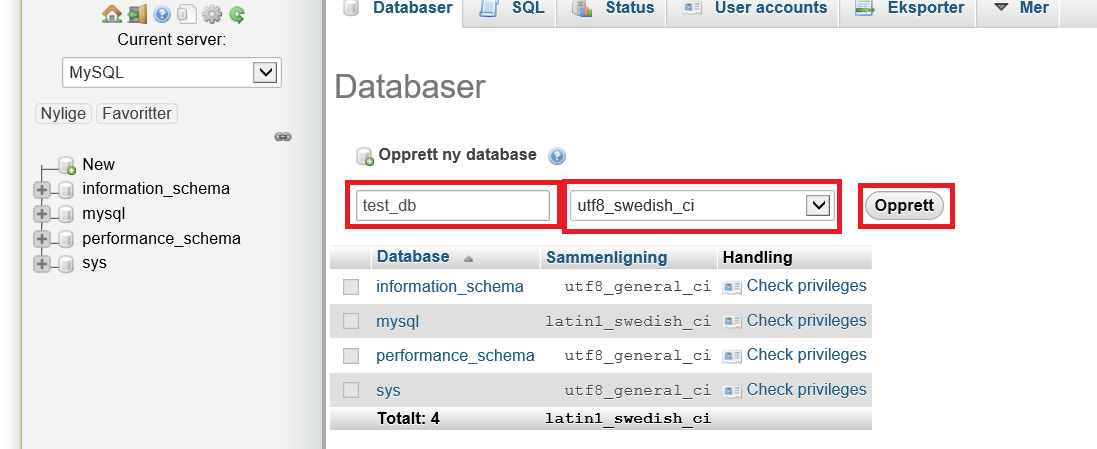 Current server:
MySQL
Nylige Favoritter
New
information_schema
mysql
performance_schema
sys
Databaser SQL Status User accounts Eksporter Mer
Databaser
Opprett ny database
test_db utf8_swedish_ci Opprett
Database Sammenligning Handling
information_schema utf8_general_ci Check privileges
mysql latin1_swedish_ci Check privileges
performance_schema utf8_general_ci Check privileges
sys utf8_general_ci Check privileges
Totalt: 4 latin1_swedish_ci